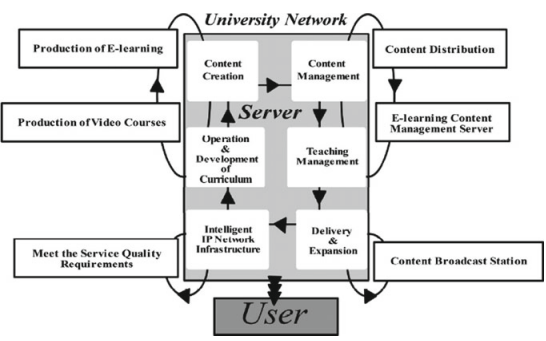 University Network
Production of E-learning
Content
Creation
Content
Management
Content Distribution
Server
Production of Video Courses
E-learning Content
Management Server
Operation
&
Development
of
Curriculum
Teaching
Management
Intelligent
IP Network
Infrastructure
Delivery
&
Expansion
Meet the Service Quality
Requirements
Content Broadcast Station
User